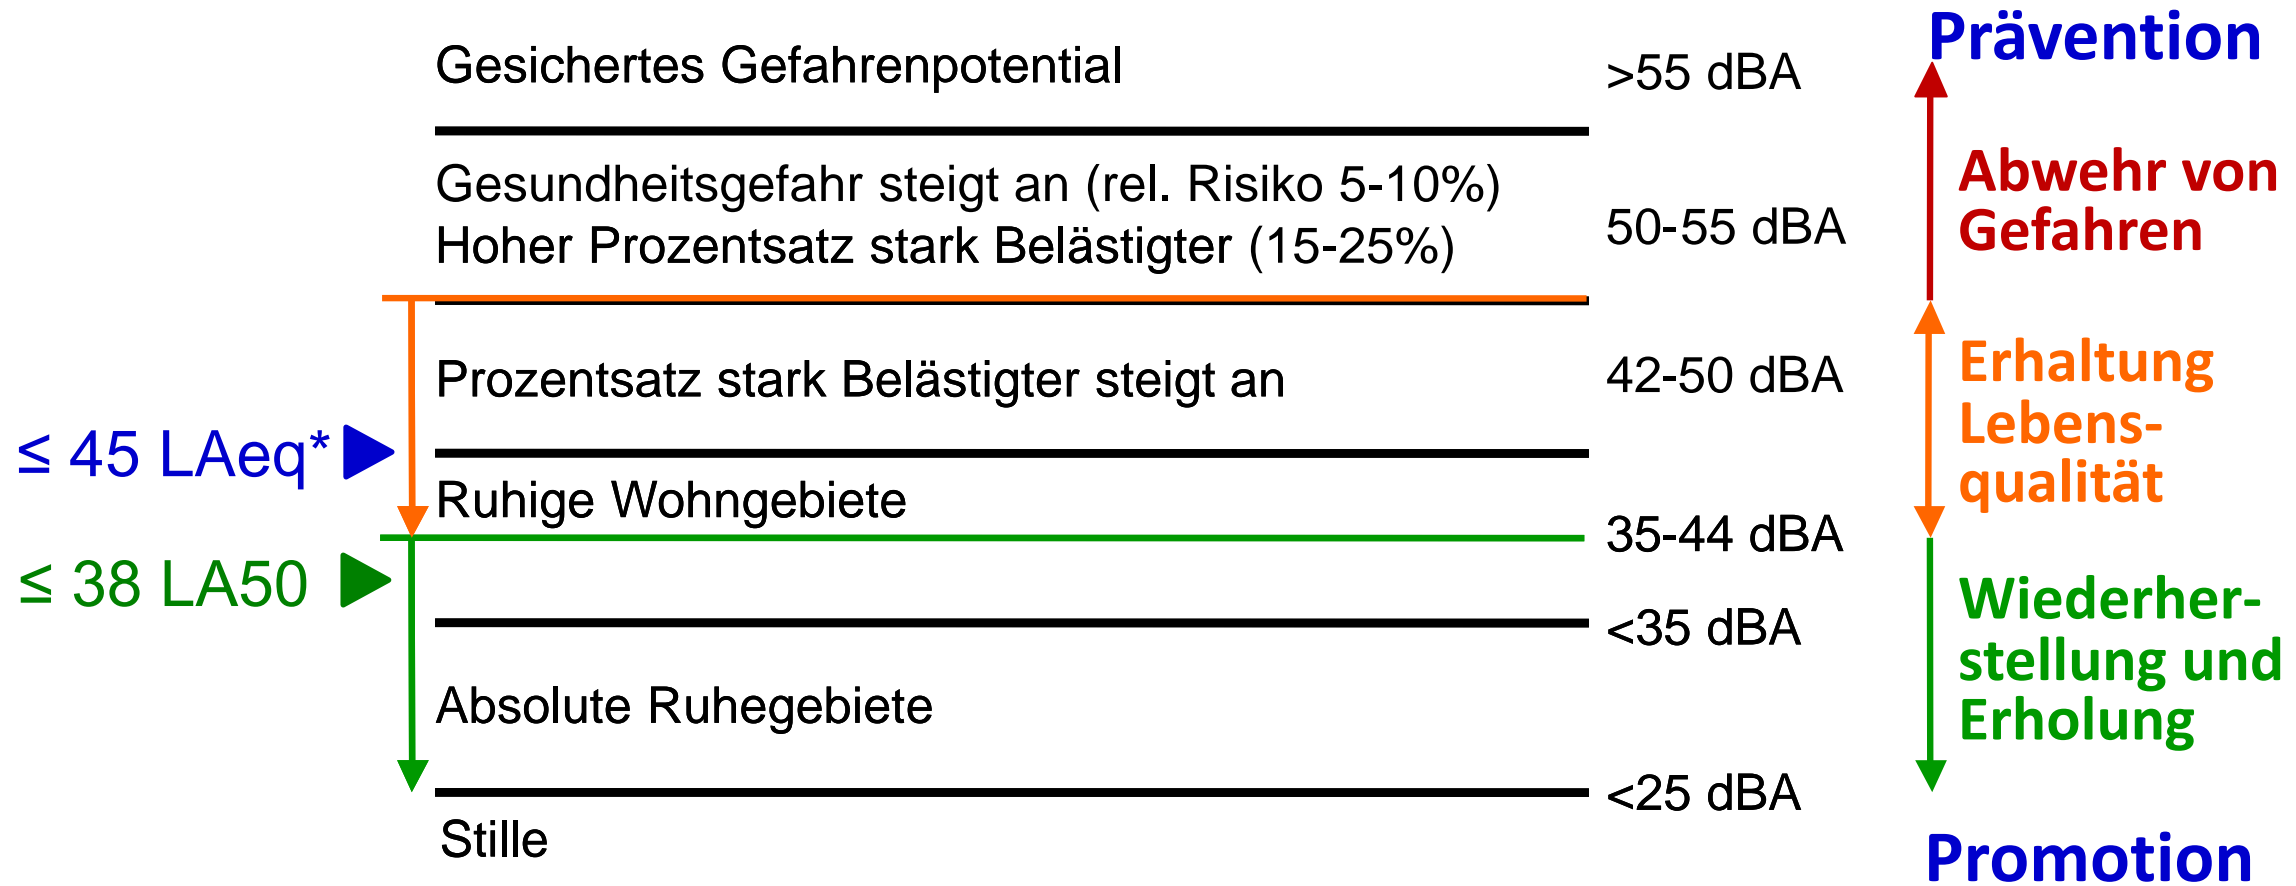 Prävention
Gesichertes Gefahrenpotential
>55 dBA
Gesundheitsgefahr steigt an (rel. Risiko 5-10%)
Hoher Prozentsatz stark Belästigter (15-25%)
50-55 dBA
Abwehr von
Gefahren
Prozentsatz stark Belästigter steigt an
42-50 dBA
Erhaltung
Lebens-
qualität
≤ 45 LAeq*
Ruhige Wohngebiete
35-44 dBA
≤ 38 LA50
<35 dBA
Wiederher-
stellung und
Erholung
Absolute Ruhegebiete
<25 dBA
Stille
Promotion